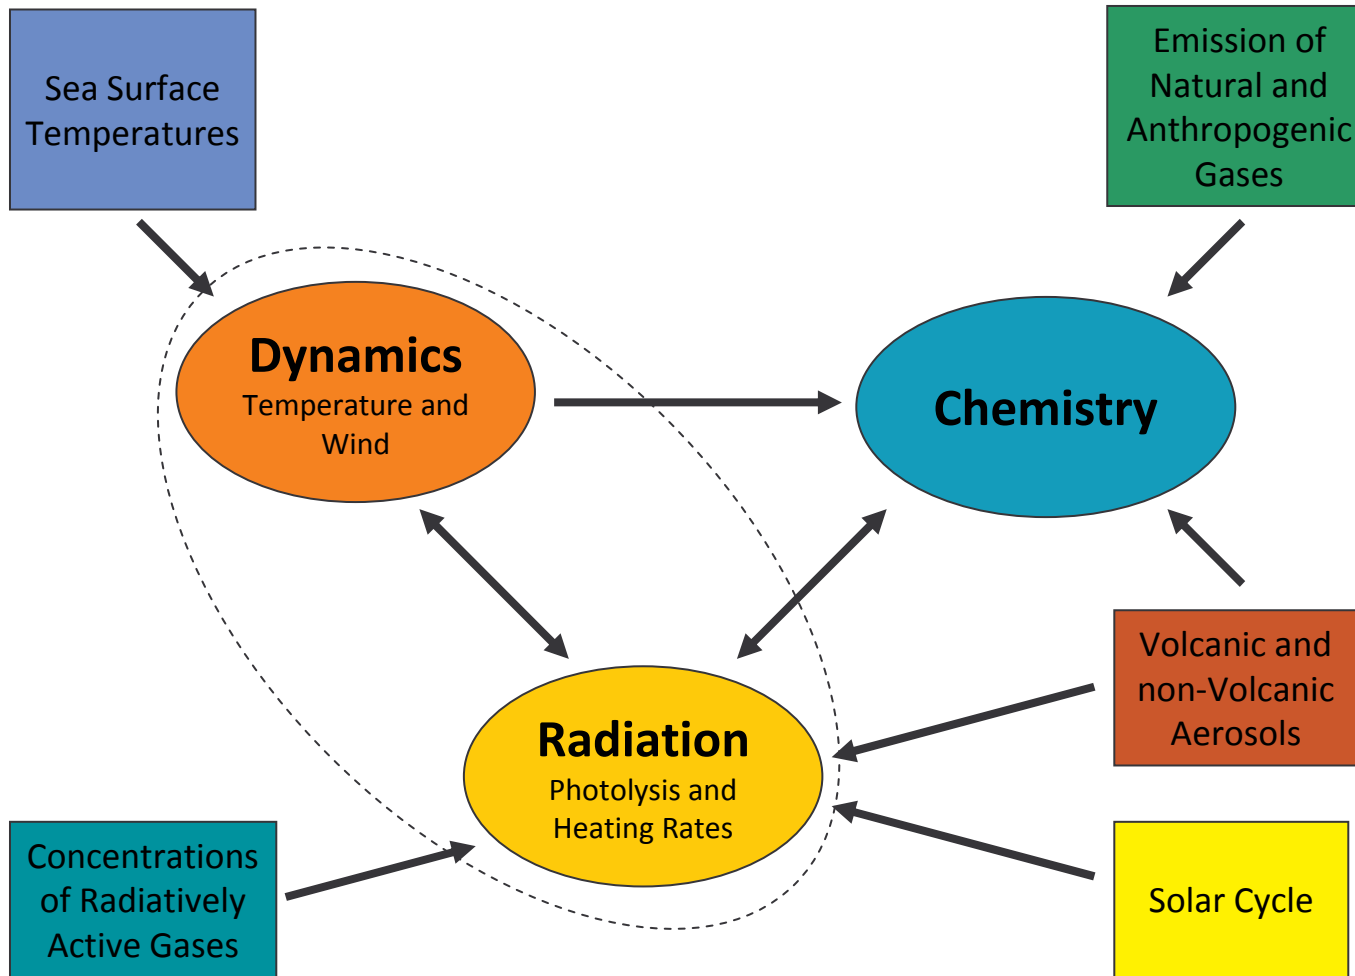 Sea Surface
Temperatures
Emission of
Natural and
Anthropogenic
Gases
Dynamics
Temperature and
Wind
Chemistry
Radiation
Photolysis and
Heating Rates
Volcanic and
non-Volcanic
Aerosols
Concentrations
of Radiatively
Active Gases
Solar Cycle